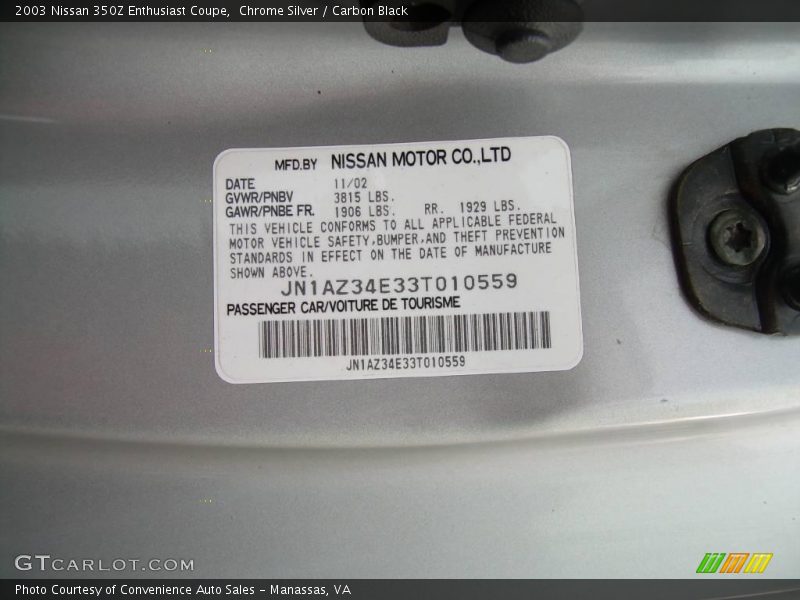 2003 Nissan 350Z Enthusiast Coupe,  Chrome Silver / Carbon Black
MFD.BY NISSAN MOTOR CO.,LTD
DATE 11/02
GVWR/PNBV 3815 LBS.
GAWR/PNBE FR. 1906 LBS. RR. 1929 LBS.
THIS VEHICLE CONFORMS TO ALL APPLICABLE FEDERAL
MOTOR VEHICLE SAFETY,BUMPER,AND THEFT PREVENTION
STANDARDS IN EFFECT ON THE DATE OF MANUFACTURE
SHOWN ABOVE.
JN1AZ34E33T010559
PASSENGER CAR/VOITURE DE TOURISME
JN1AZ34E33T010559
GTCARLOT.COM
Photo Courtesy of Convenience Auto Sales – Manassas, VA